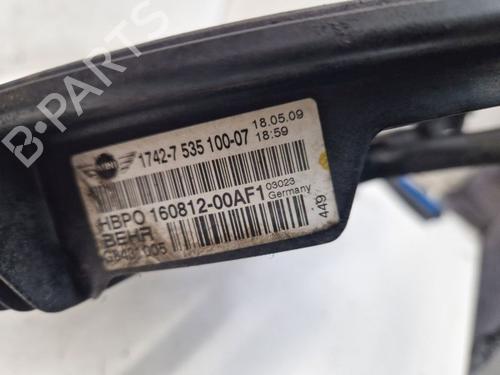 1742-7 535 100-07
18.05.09
18:59
HBPO 160812-00AF1
03023
Germany
BEHR
449
B-PARTS